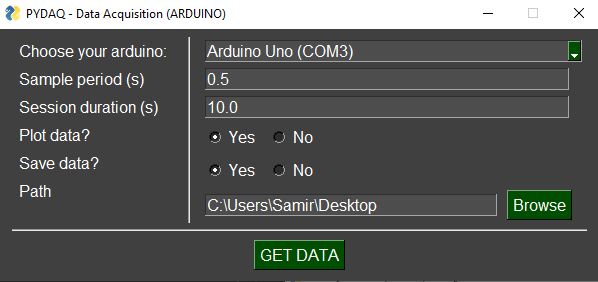 PYDAQ - Data Acquisition (ARDUINO)
Choose your arduino: Arduino Uno (COM3)
Sample period (s) 0.5
Session duration (s) 10.0
Plot data? Yes No
Save data? Yes No
Path C:\Users\Samir\Desktop Browse
GET DATA